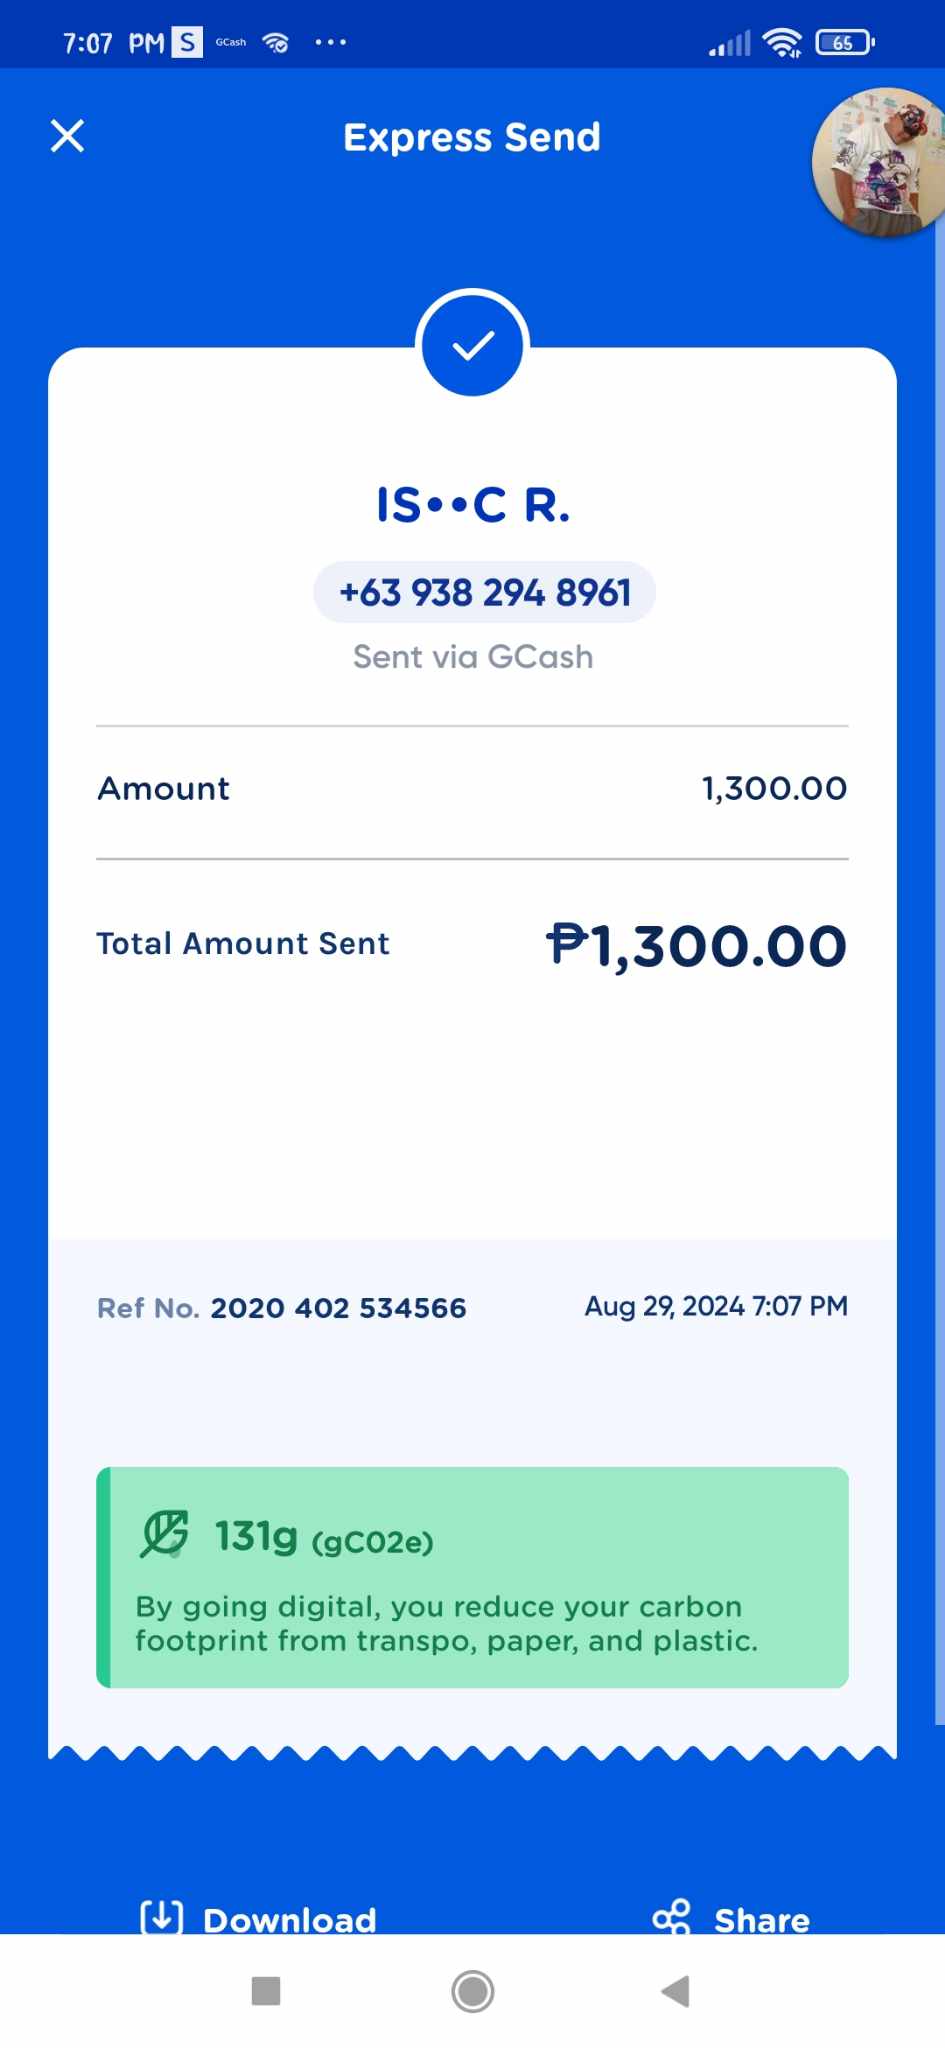 7:07 PM S GCash 65
Express Send
IS••C R.
+63 938 294 8961
Sent via GCash
Amount 1,300.00
Total Amount Sent ₱1,300.00
Ref No. 2020 402 534566 Aug 29, 2024 7:07 PM
131g (gC02e)
By going digital, you reduce your carbon
footprint from transpo, paper, and plastic.
Download Share